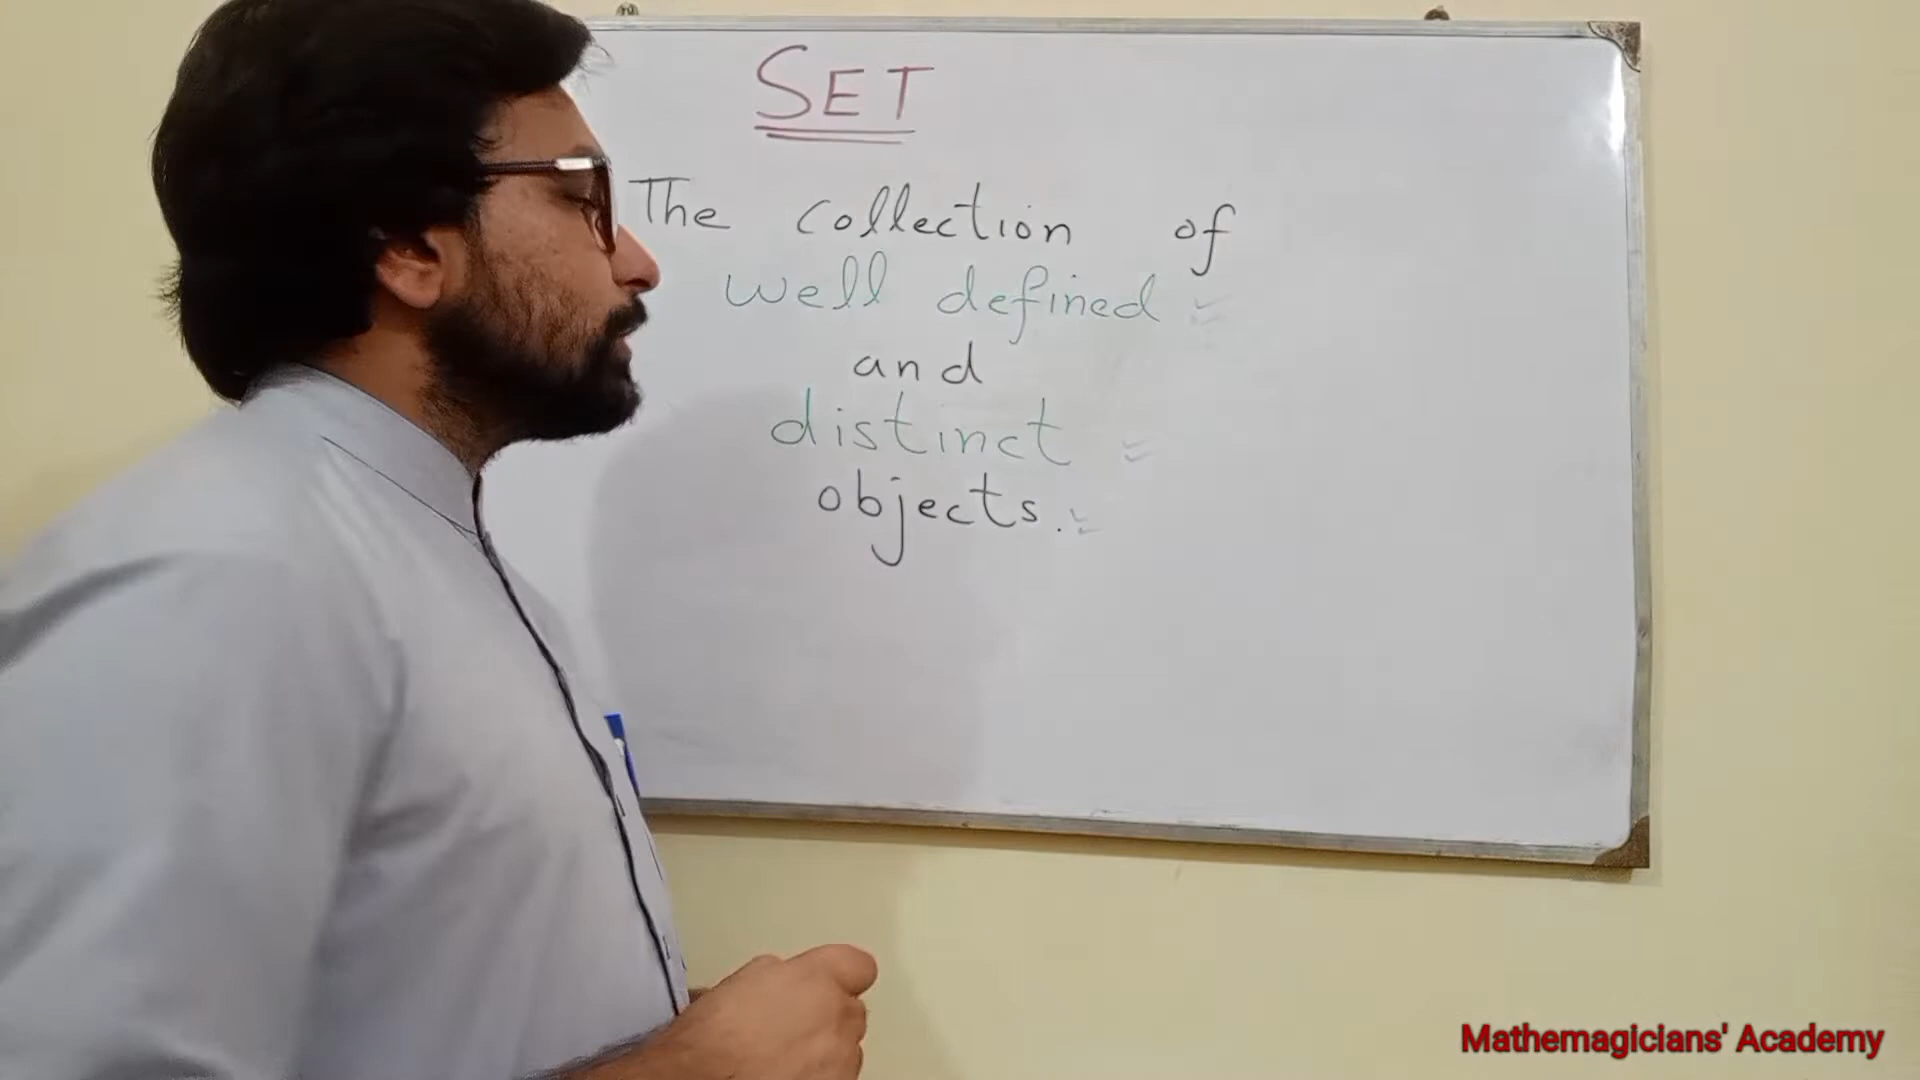 SET
The collection of
well defined
and
distinct
objects.
Mathemagicians' Academy